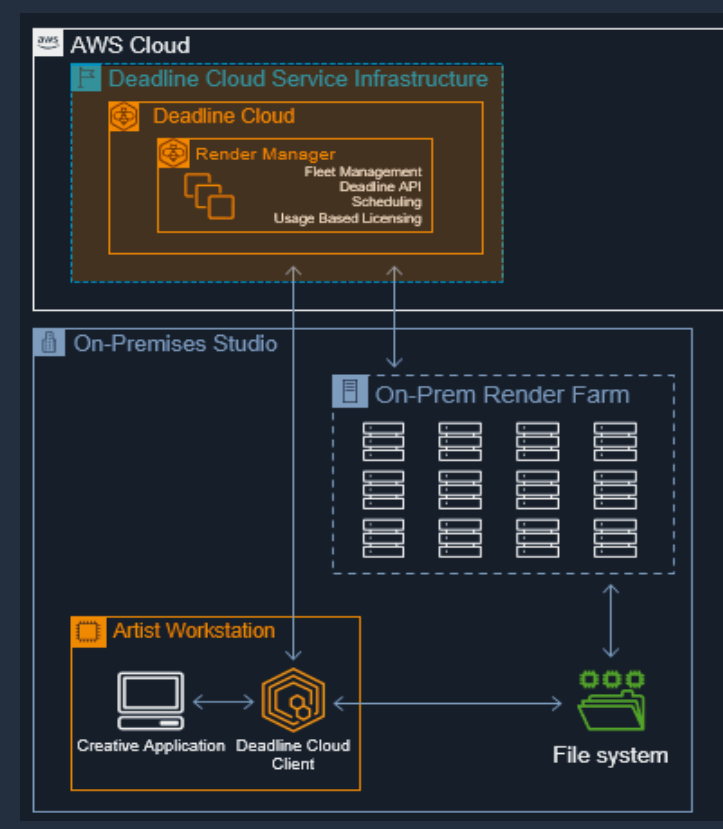 aws
AWS Cloud
Deadline Cloud Service Infrastructure
Deadline Cloud
Render Manager
Fleet Management
Deadline API
Scheduling
Usage Based Licensing
On-Premises Studio
On-Prem Render Farm
Artist Workstation
Creative Application
Deadline Cloud
Client
File system